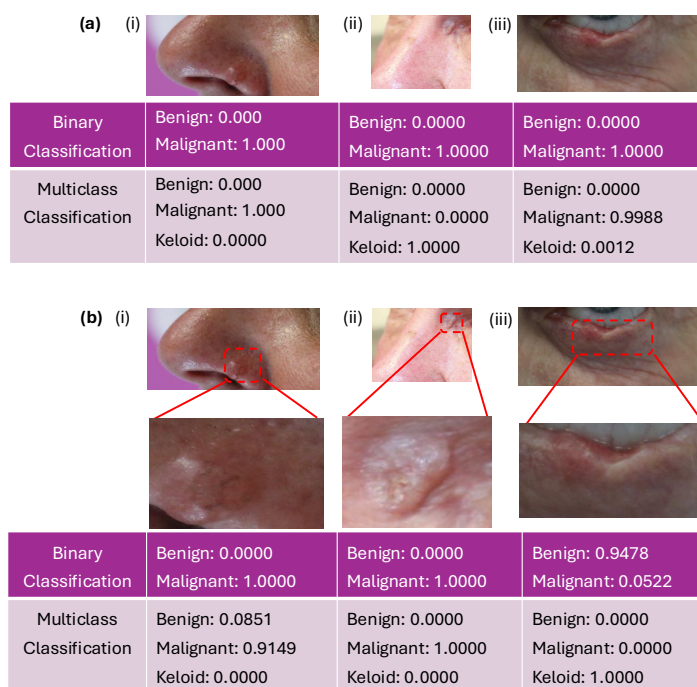 (a) (i) (ii) (iii)
Binary Classification
Benign: 0.000
Malignant: 1.000
Benign: 0.0000
Malignant: 1.0000
Benign: 0.0000
Malignant: 1.0000
Multiclass Classification
Benign: 0.000
Malignant: 1.000
Keloid: 0.0000
Benign: 0.0000
Malignant: 0.0000
Keloid: 1.0000
Benign: 0.0000
Malignant: 0.9988
Keloid: 0.0012
(b) (i) (ii) (iii)
Binary Classification
Benign: 0.0000
Malignant: 1.0000
Benign: 0.0000
Malignant: 1.0000
Benign: 0.9478
Malignant: 0.0522
Multiclass Classification
Benign: 0.0851
Malignant: 0.9149
Keloid: 0.0000
Benign: 0.0000
Malignant: 1.0000
Keloid: 0.0000
Benign: 0.0000
Malignant: 0.0000
Keloid: 1.0000